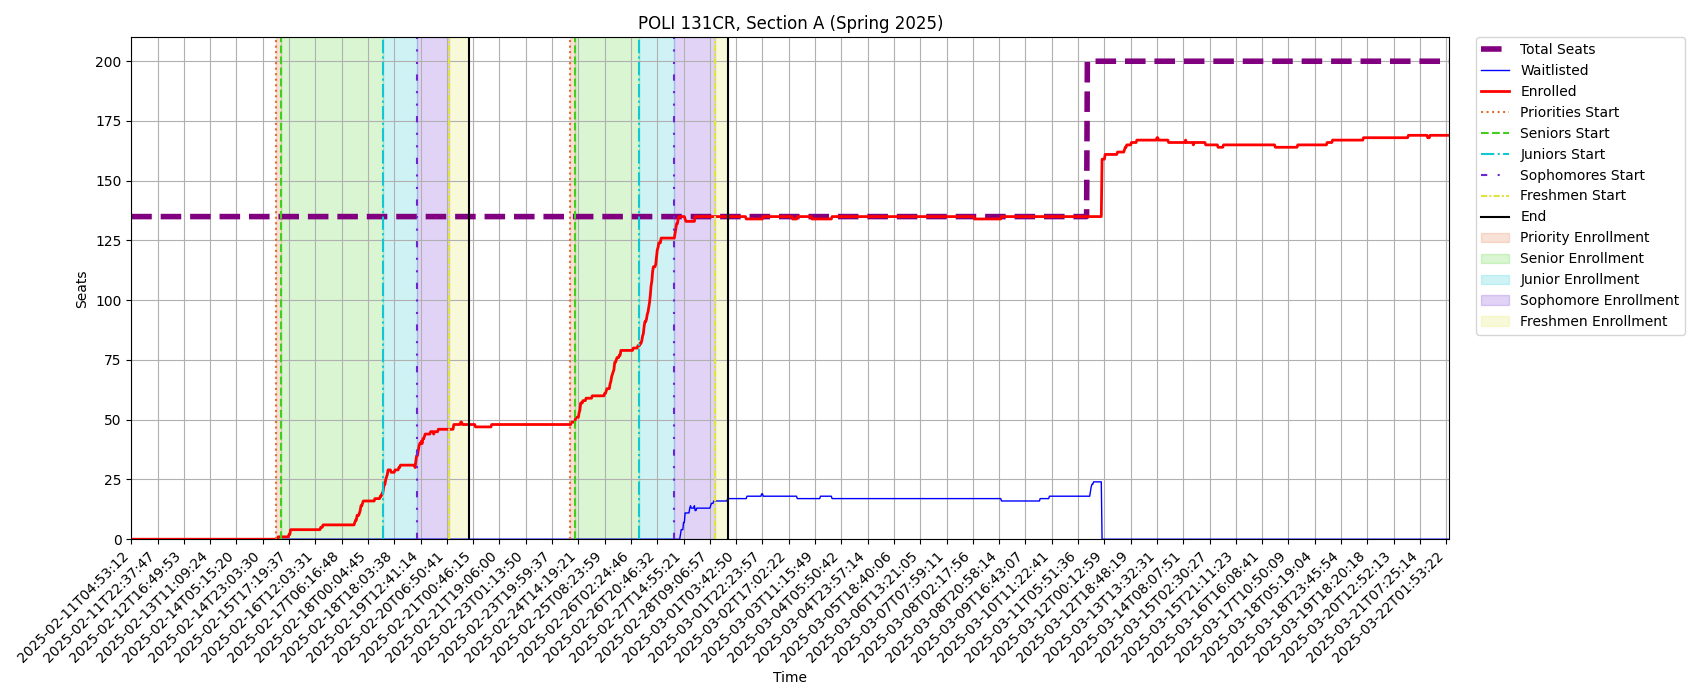 POLI 131CR, Section A (Spring 2025)
Seats
200
175
150
125
100
75
50
25
0
2025-02-11T04:53:12
2025-02-11T22:37:47
2025-02-12T16:49:53
2025-02-13T11:09:24
2025-02-14T05:15:20
2025-02-14T23:03:30
2025-02-15T17:19:37
2025-02-16T12:03:31
2025-02-17T06:16:48
2025-02-18T00:04:45
2025-02-18T18:03:38
2025-02-19T12:41:14
2025-02-20T06:50:41
2025-02-21T00:46:15
2025-02-21T19:06:00
2025-02-23T01:13:50
2025-02-23T19:59:37
2025-02-24T14:19:21
2025-02-25T08:23:59
2025-02-26T02:24:46
2025-02-26T20:46:32
2025-02-27T14:55:21
2025-02-28T09:06:57
2025-03-01T03:42:50
2025-03-01T22:23:57
2025-03-02T17:02:22
2025-03-03T11:15:49
2025-03-04T05:50:42
2025-03-04T23:57:14
2025-03-05T18:40:06
2025-03-06T13:21:05
2025-03-07T07:59:11
2025-03-08T02:17:56
2025-03-08T20:58:14
2025-03-09T16:43:07
2025-03-10T11:22:41
2025-03-11T05:51:36
2025-03-12T00:12:59
2025-03-12T18:48:19
2025-03-13T13:32:31
2025-03-14T08:07:51
2025-03-15T02:30:27
2025-03-15T21:11:23
2025-03-16T16:08:41
2025-03-17T10:50:09
2025-03-18T05:19:04
2025-03-18T23:45:54
2025-03-19T18:20:18
2025-03-20T12:52:13
2025-03-21T07:25:14
2025-03-22T01:53:22
Time
Total Seats
Waitlisted
Enrolled
Priorities Start
Seniors Start
Juniors Start
Sophomores Start
Freshmen Start
End
Priority Enrollment
Senior Enrollment
Junior Enrollment
Sophomore Enrollment
Freshmen Enrollment